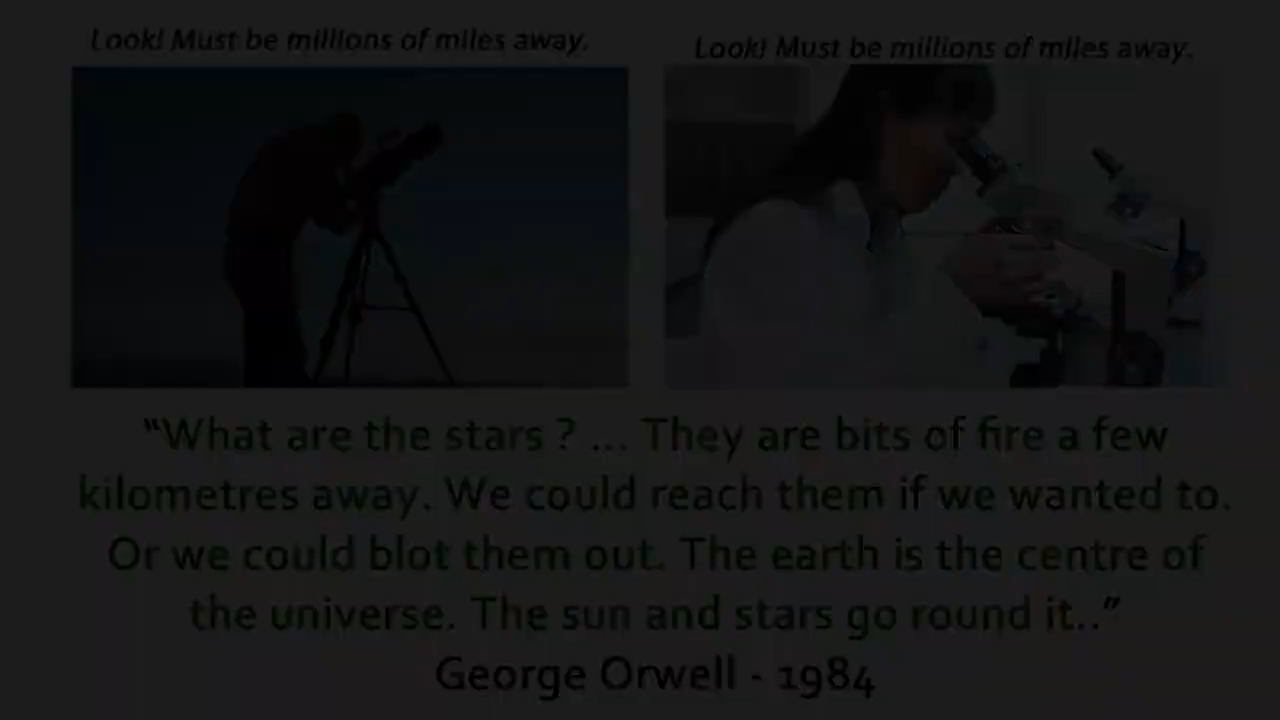 Look! Must be millions of miles away.
Look! Must be millions of miles away.
“What are the stars ? ... They are bits of fire a few
kilometres away. We could reach them if we wanted to.
Or we could blot them out. The earth is the centre of
the universe. The sun and stars go round it..”
George Orwell - 1984